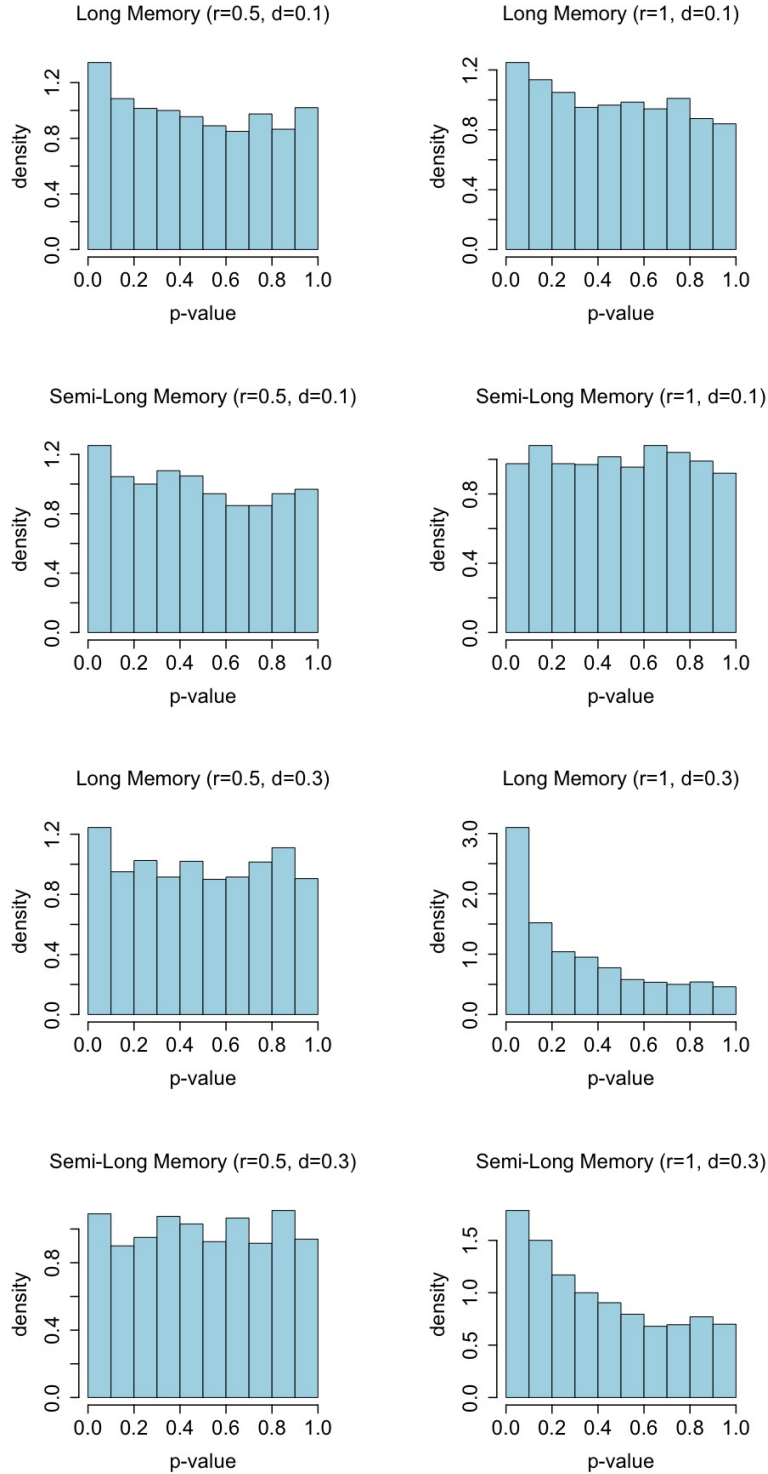 Long Memory (r=0.5, d=0.1)
density
0.0 0.4 0.8 1.2
0.0 0.2 0.4 0.6 0.8 1.0
p-value
Long Memory (r=1, d=0.1)
density
0.0 0.4 0.8 1.2
0.0 0.2 0.4 0.6 0.8 1.0
p-value
Semi-Long Memory (r=0.5, d=0.1)
density
0.0 0.4 0.8 1.2
0.0 0.2 0.4 0.6 0.8 1.0
p-value
Semi-Long Memory (r=1, d=0.1)
density
0.0 0.4 0.8
0.0 0.2 0.4 0.6 0.8 1.0
p-value
Long Memory (r=0.5, d=0.3)
density
0.0 0.4 0.8 1.2
0.0 0.2 0.4 0.6 0.8 1.0
p-value
Long Memory (r=1, d=0.3)
density
0.0 1.0 2.0 3.0
0.0 0.2 0.4 0.6 0.8 1.0
p-value
Semi-Long Memory (r=0.5, d=0.3)
density
0.0 0.4 0.8
0.0 0.2 0.4 0.6 0.8 1.0
p-value
Semi-Long Memory (r=1, d=0.3)
density
0.0 0.5 1.0 1.5
0.0 0.2 0.4 0.6 0.8 1.0
p-value